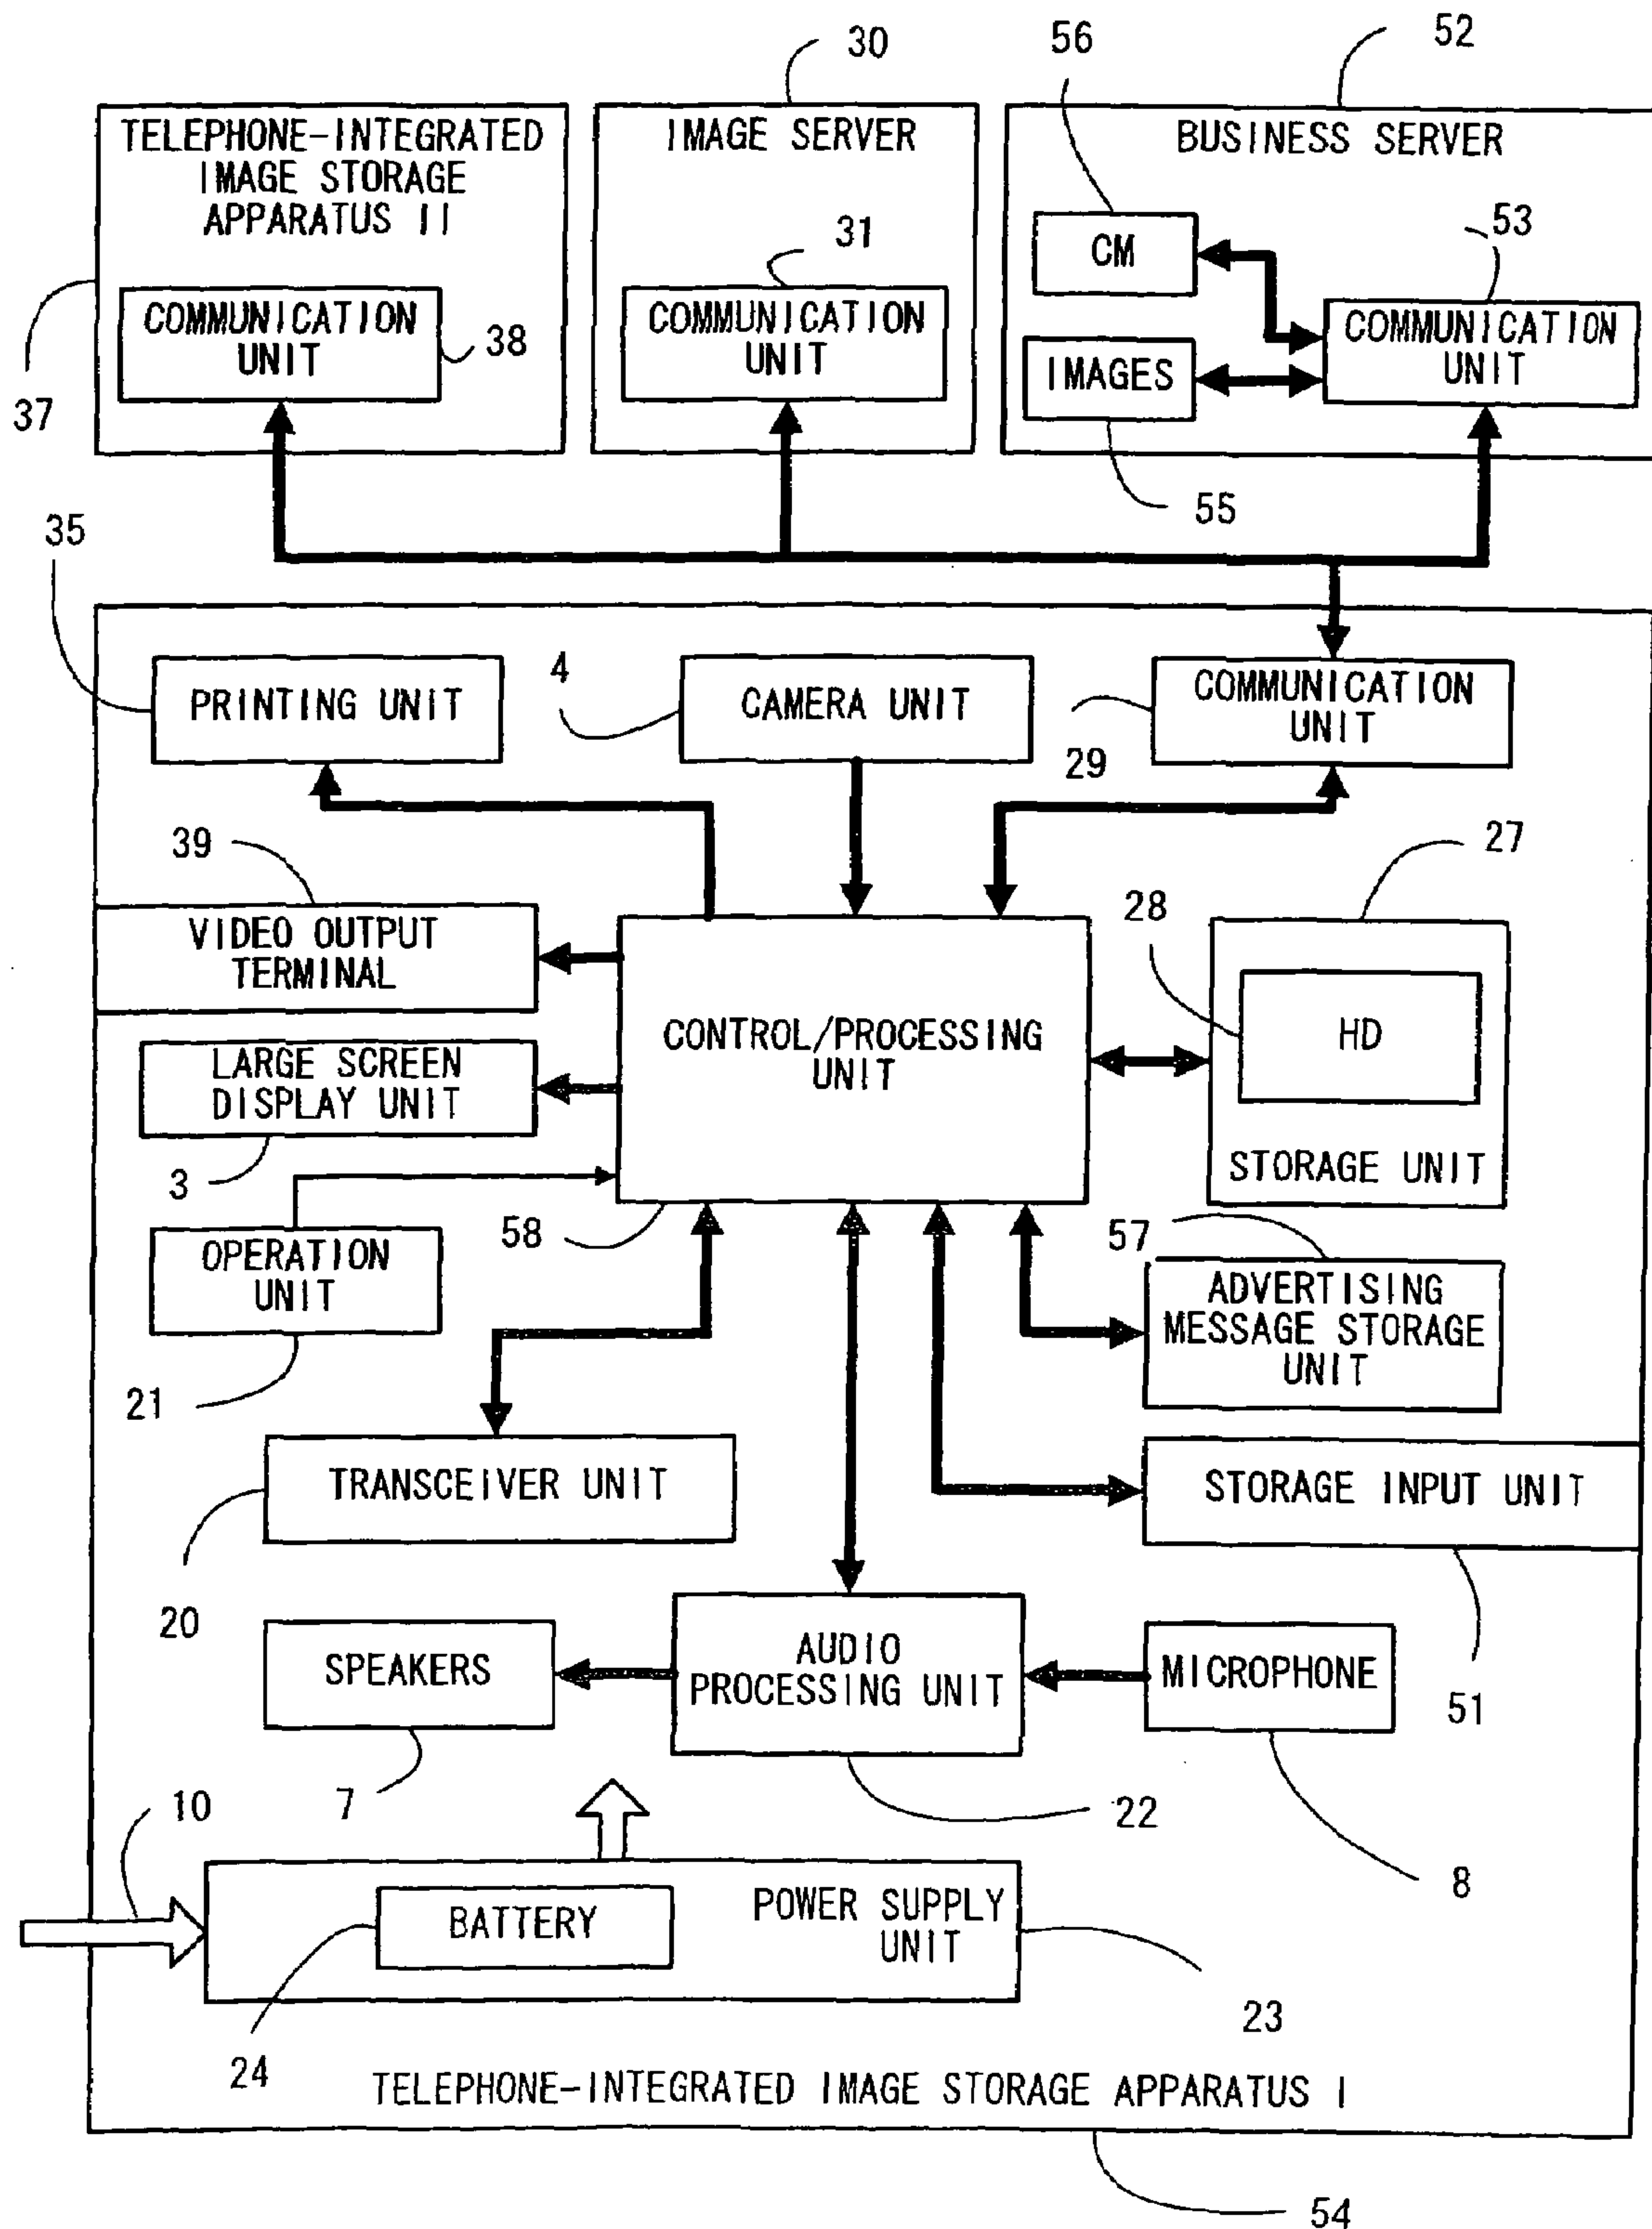 30
56
52
TELEPHONE-INTEGRATED
IMAGE STORAGE
APPARATUS II
IMAGE SERVER
BUSINESS SERVER
31
53
CM
COMMUNICATION
UNIT
38
COMMUNICATION
UNIT
COMMUNICATION
UNIT
IMAGES
37
55
35
PRINTING UNIT
4
CAMERA UNIT
COMMUNICATION
UNIT
29
39
27
28
VIDEO OUTPUT
TERMINAL
CONTROL/PROCESSING
UNIT
HD
LARGE SCREEN
DISPLAY UNIT
3
STORAGE UNIT
58
57
OPERATION
UNIT
ADVERTISING
MESSAGE STORAGE
UNIT
21
TRANSCEIVER UNIT
STORAGE INPUT UNIT
20
SPEAKERS
AUDIO
PROCESSING UNIT
MICROPHONE
51
7
10
22
8
BATTERY
POWER SUPPLY
UNIT
24
23
TELEPHONE-INTEGRATED IMAGE STORAGE APPARATUS I
54